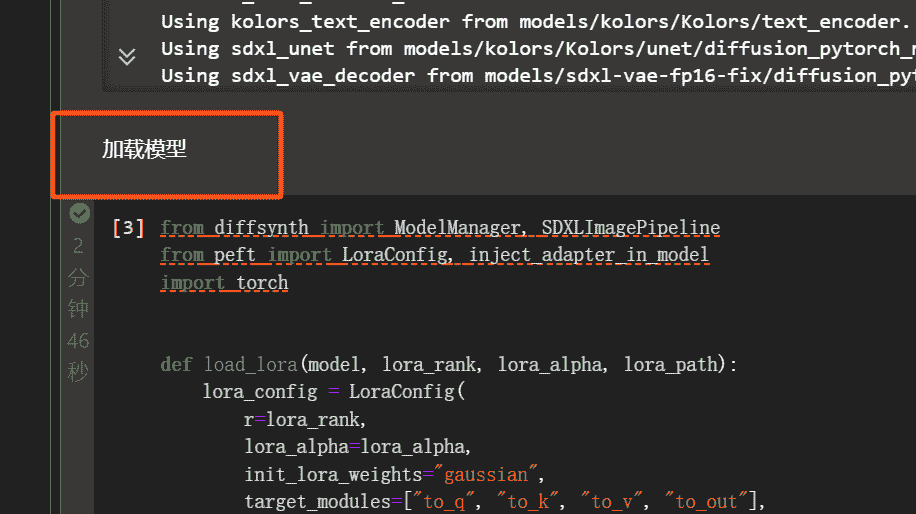 Using kolors_text_encoder from models/kolors/Kolors/text_encoder.
Using sdxl_unet from models/kolors/Kolors/unet/diffusion_pytorch_
Using sdxl_vae_decoder from models/sdxl-vae-fp16-fix/diffusion_py
加载模型
[3] from diffsynth import ModelManager, SDXLImagePipeline
from peft import LoraConfig, inject_adapter_in_model
import torch
2
分
钟
46
秒
def load_lora(model, lora_rank, lora_alpha, lora_path):
lora_config = LoraConfig(
r=lora_rank,
lora_alpha=lora_alpha,
init_lora_weights="gaussian",
target_modules=["to_q", "to_k", "to_v", "to_out"],